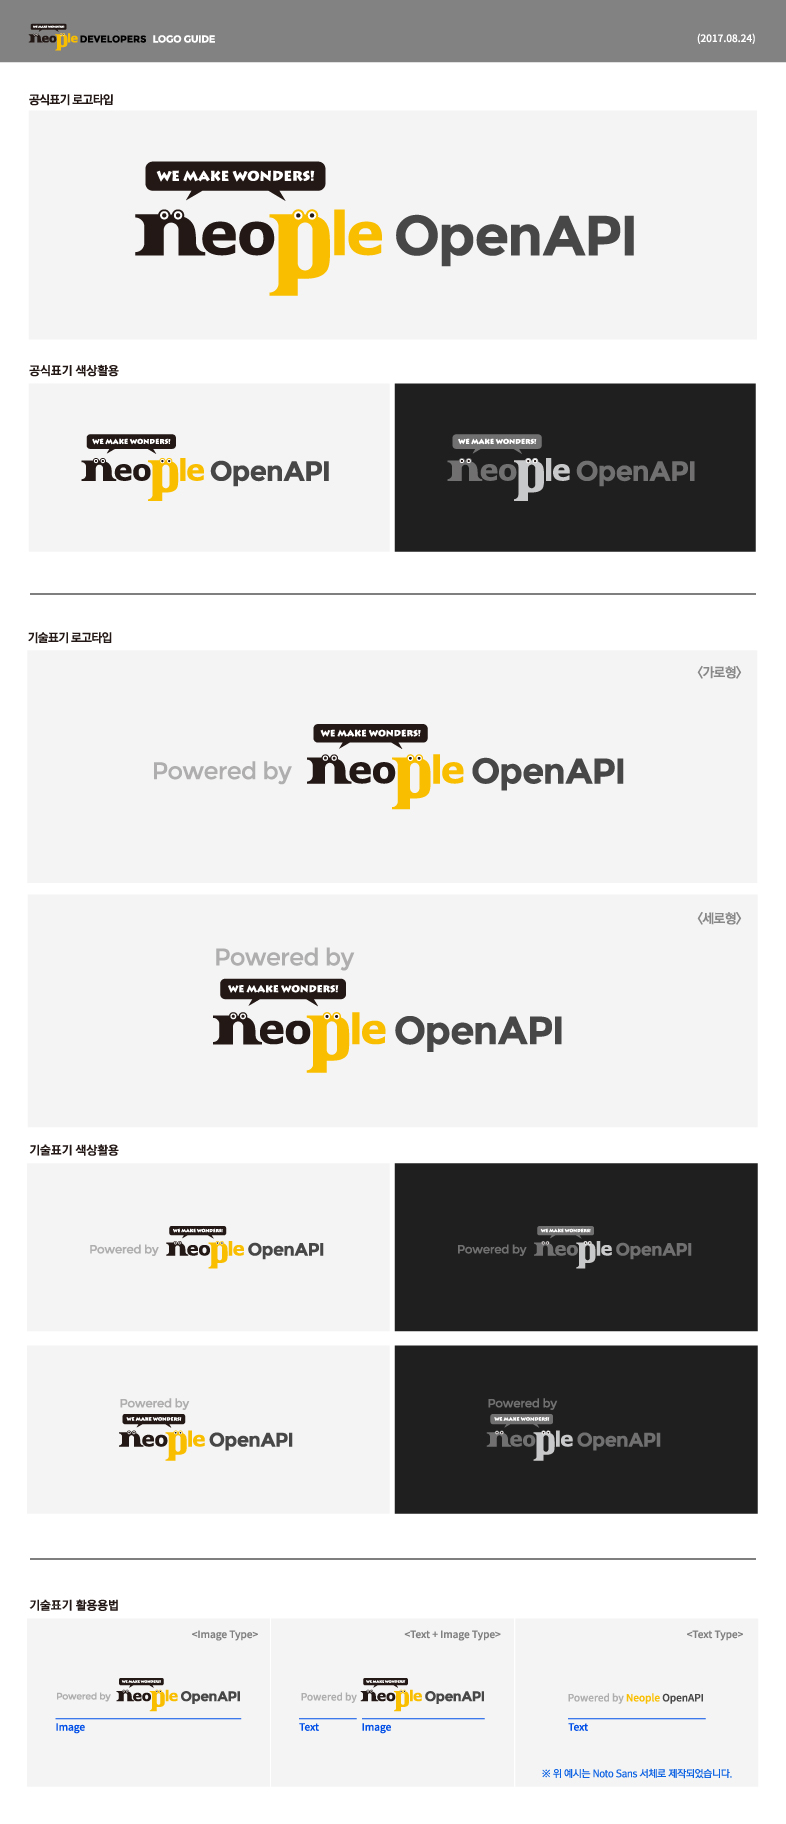 WE MAKE WONDERS!
neople DEVELOPERS LOGO GUIDE
(2017.08.24)
공식표기 로고타입
WE MAKE WONDERS!
neople OpenAPI
공식표기 색상활용
WE MAKE WONDERS!
neople OpenAPI
WE MAKE WONDERS!
neople OpenAPI
기술표기 로고타입
<가로형>
WE MAKE WONDERS!
Powered by neople OpenAPI
<세로형>
Powered by
WE MAKE WONDERS!
neople OpenAPI
기술표기 색상활용
WE MAKE WONDERS!
Powered by neople OpenAPI
WE MAKE WONDERS!
Powered by neople OpenAPI
Powered by
WE MAKE WONDERS!
neople OpenAPI
Powered by
WE MAKE WONDERS!
neople OpenAPI
기술표기 활용용법
<Image Type>
WE MAKE WONDERS!
Powered by neople OpenAPI
Image
<Text + Image Type>
WE MAKE WONDERS!
Powered by neople OpenAPI
Text Image
<Text Type>
Powered by Neople OpenAPI
Text
※ 위 예시는 Noto Sans 서체로 제작되었습니다.